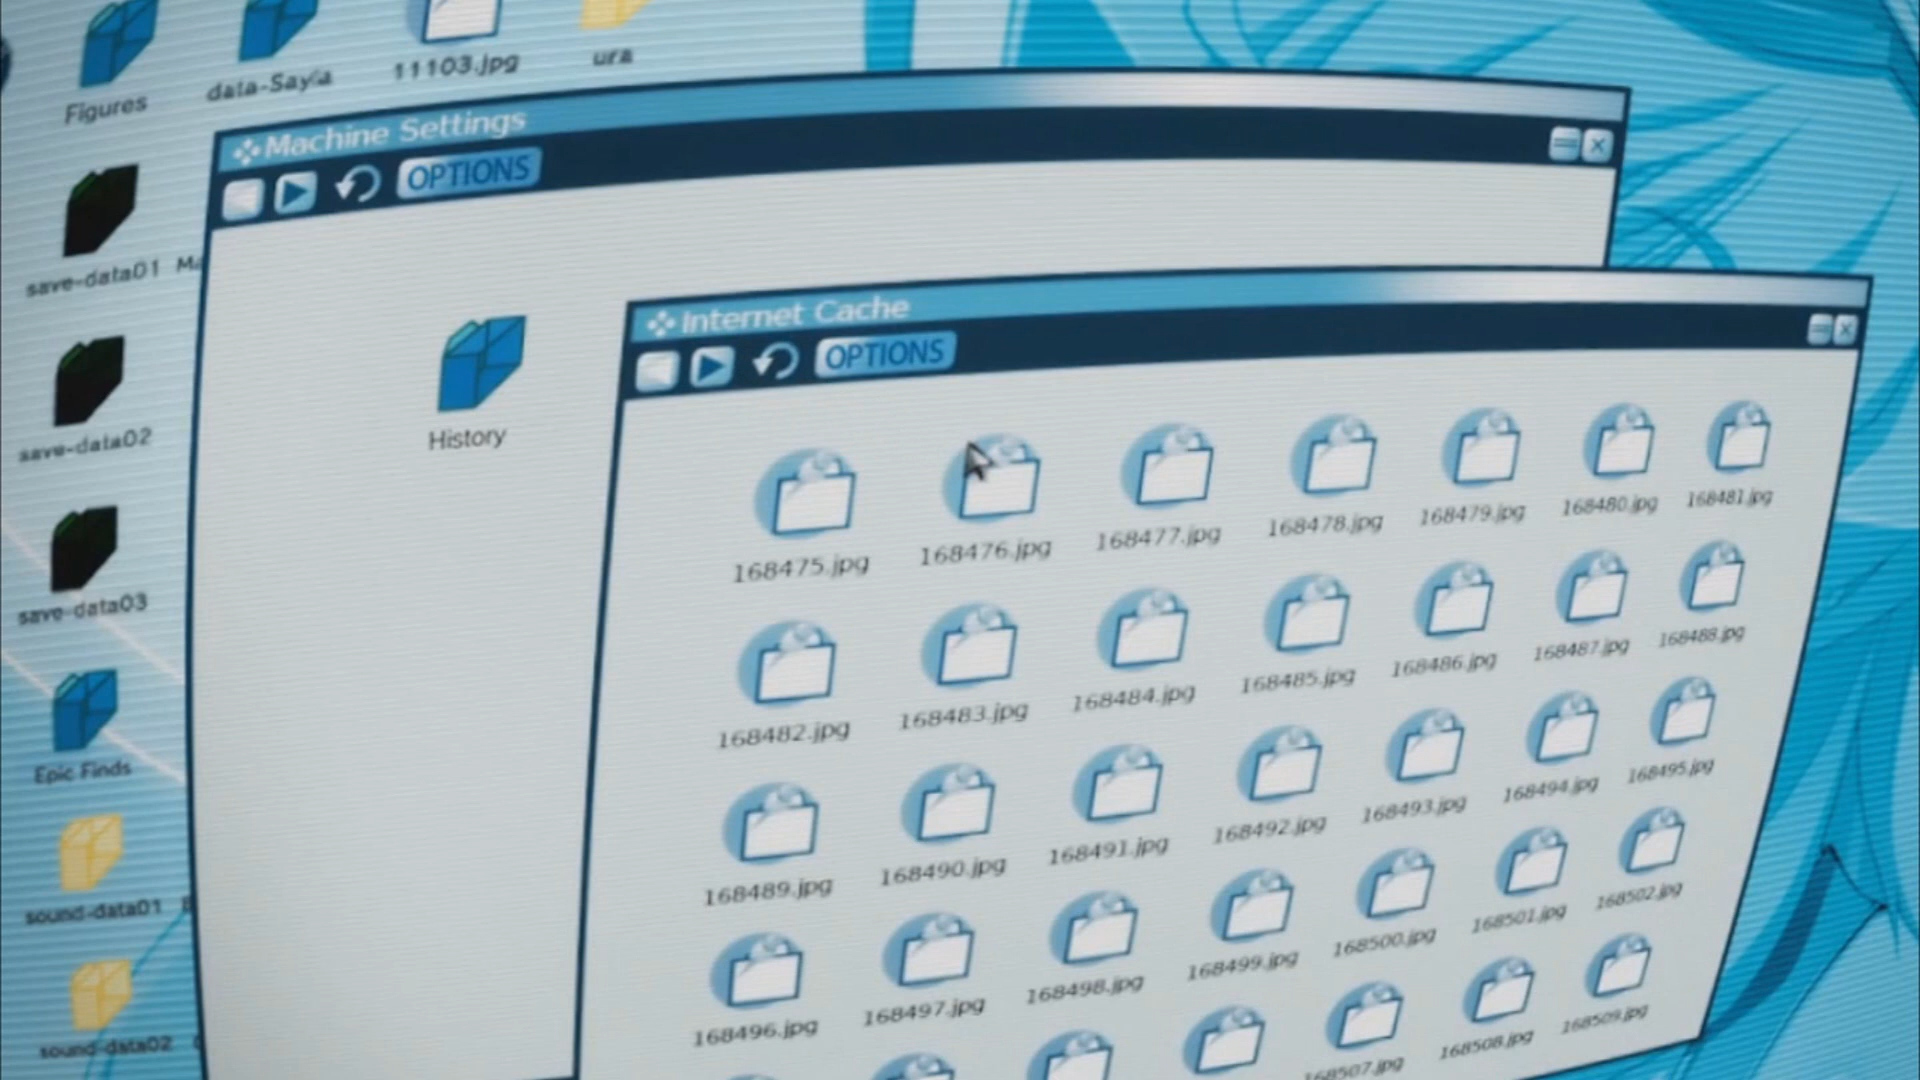 Figures
data-Sayla
11103.jpg
ura
Machine Settings
OPTIONS
save-data01
Ma
save-data02
save-data03
Epic Finds
sound-data01
sound-data02
History
Internet Cache
OPTIONS
168475.jpg 168476.jpg 168477.jpg 168478.jpg 168479.jpg 168480.jpg 168481.jpg
168482.jpg 168483.jpg 168484.jpg 168485.jpg 168486.jpg 168487.jpg 168488.jpg
168489.jpg 168490.jpg 168491.jpg 168492.jpg 168493.jpg 168494.jpg 168495.jpg
168496.jpg 168497.jpg 168498.jpg 168499.jpg 168500.jpg 168501.jpg 168502.jpg
168507.jpg 168508.jpg 168509.jpg